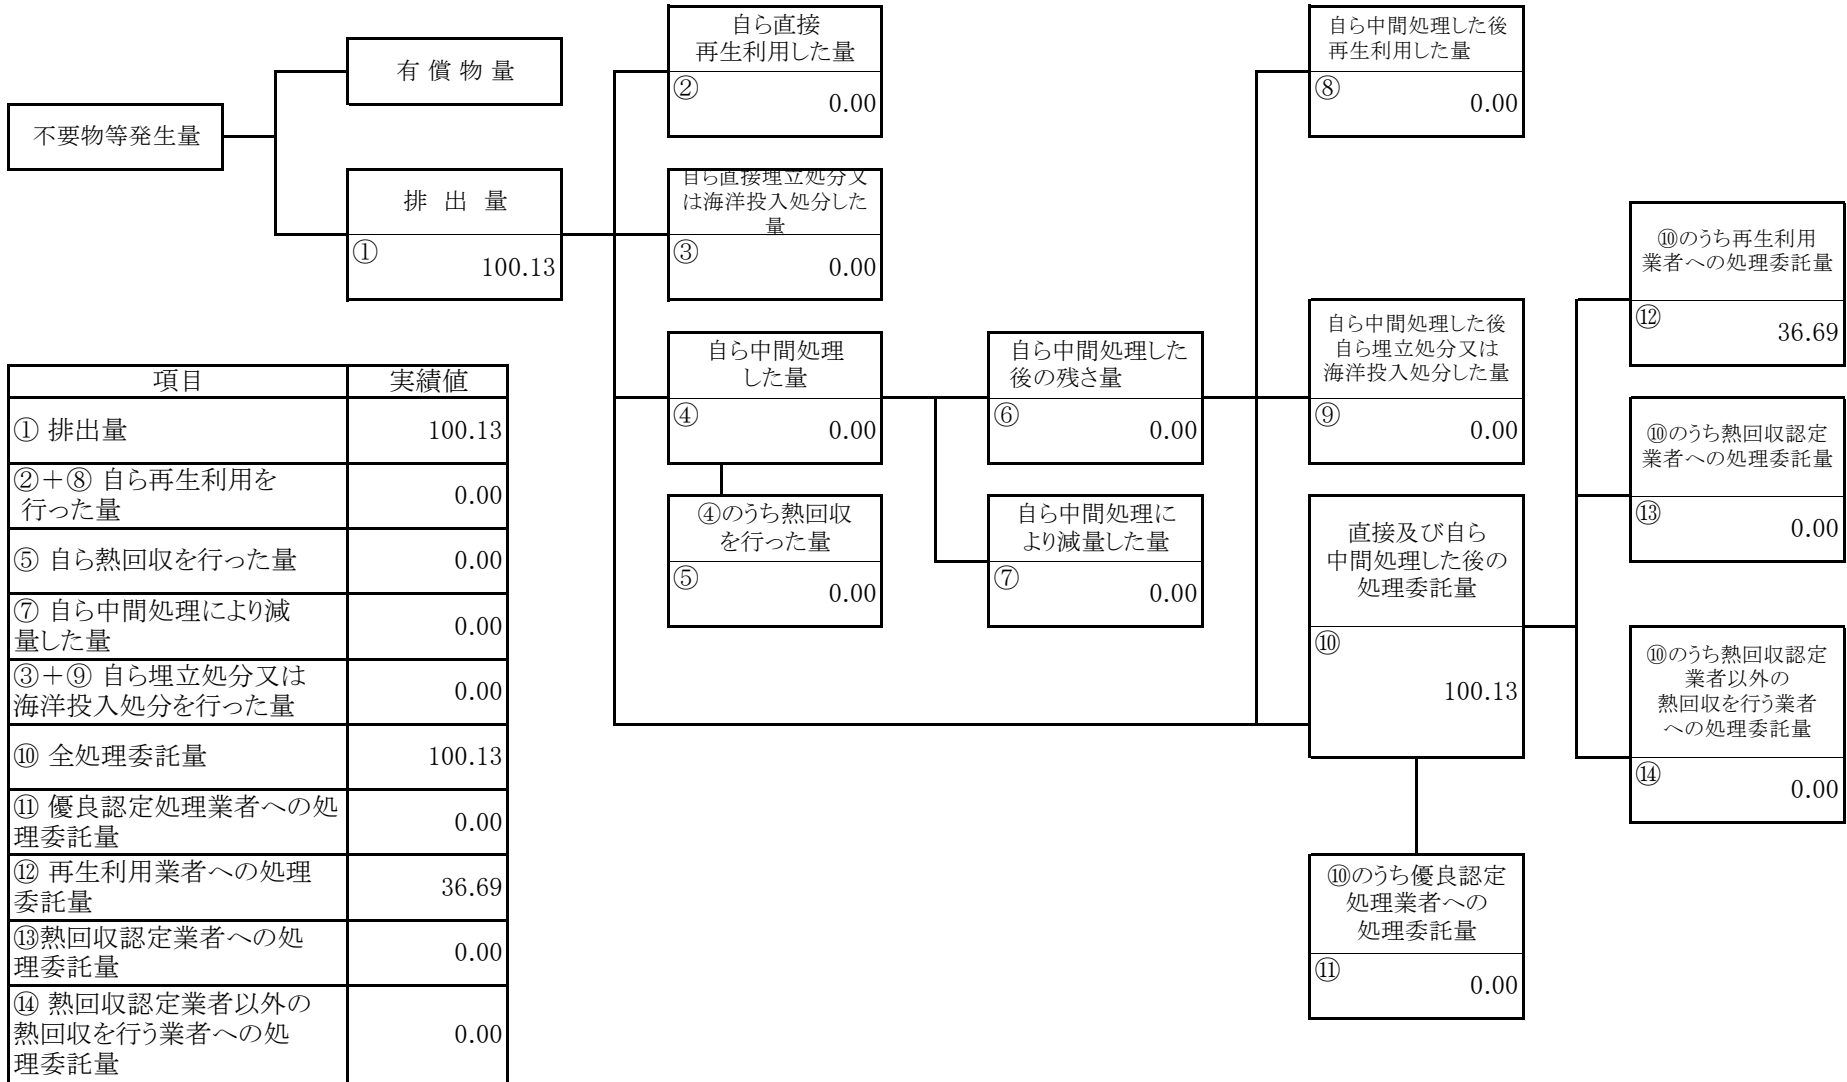 不要物等発生量
有償物量
排出量
①
100.13
自ら直接
再生利用した量
②
0.00
自ら直接埋立処分又
は海洋投入処分した
量
③
0.00
自ら中間処理
した量
④
0.00
④のうち熱回収
を行った量
⑤
0.00
自ら中間処理した
後の残さ量
⑥
0.00
自ら中間処理に
より減量した量
⑦
0.00
自ら中間処理した後
再生利用した量
⑧
0.00
自ら中間処理した後
自ら埋立処分又は
海洋投入処分した量
⑨
0.00
直接及び自ら
中間処理した後の
処理委託量
⑩
100.13
⑩のうち優良認定
処理業者への
処理委託量
⑪
0.00
⑩のうち再生利用
業者への処理委託量
⑫
36.69
⑩のうち熱回収認定
業者への処理委託量
⑬
0.00
⑩のうち熱回収認定
業者以外の
熱回収を行う業者
への処理委託量
⑭
0.00
項目 実績値
① 排出量 100.13
②+⑧ 自ら再生利用を
行った量 0.00
⑤ 自ら熱回収を行った量 0.00
⑦ 自ら中間処理により減
量した量 0.00
③+⑨ 自ら埋立処分又は
海洋投入処分を行った量 0.00
⑩ 全処理委託量 100.13
⑪ 優良認定処理業者への処
理委託量 0.00
⑫ 再生利用業者への処理
委託量 36.69
⑬熱回収認定業者への処
理委託量 0.00
⑭ 熱回収認定業者以外の
熱回収を行う業者への処
理委託量 0.00